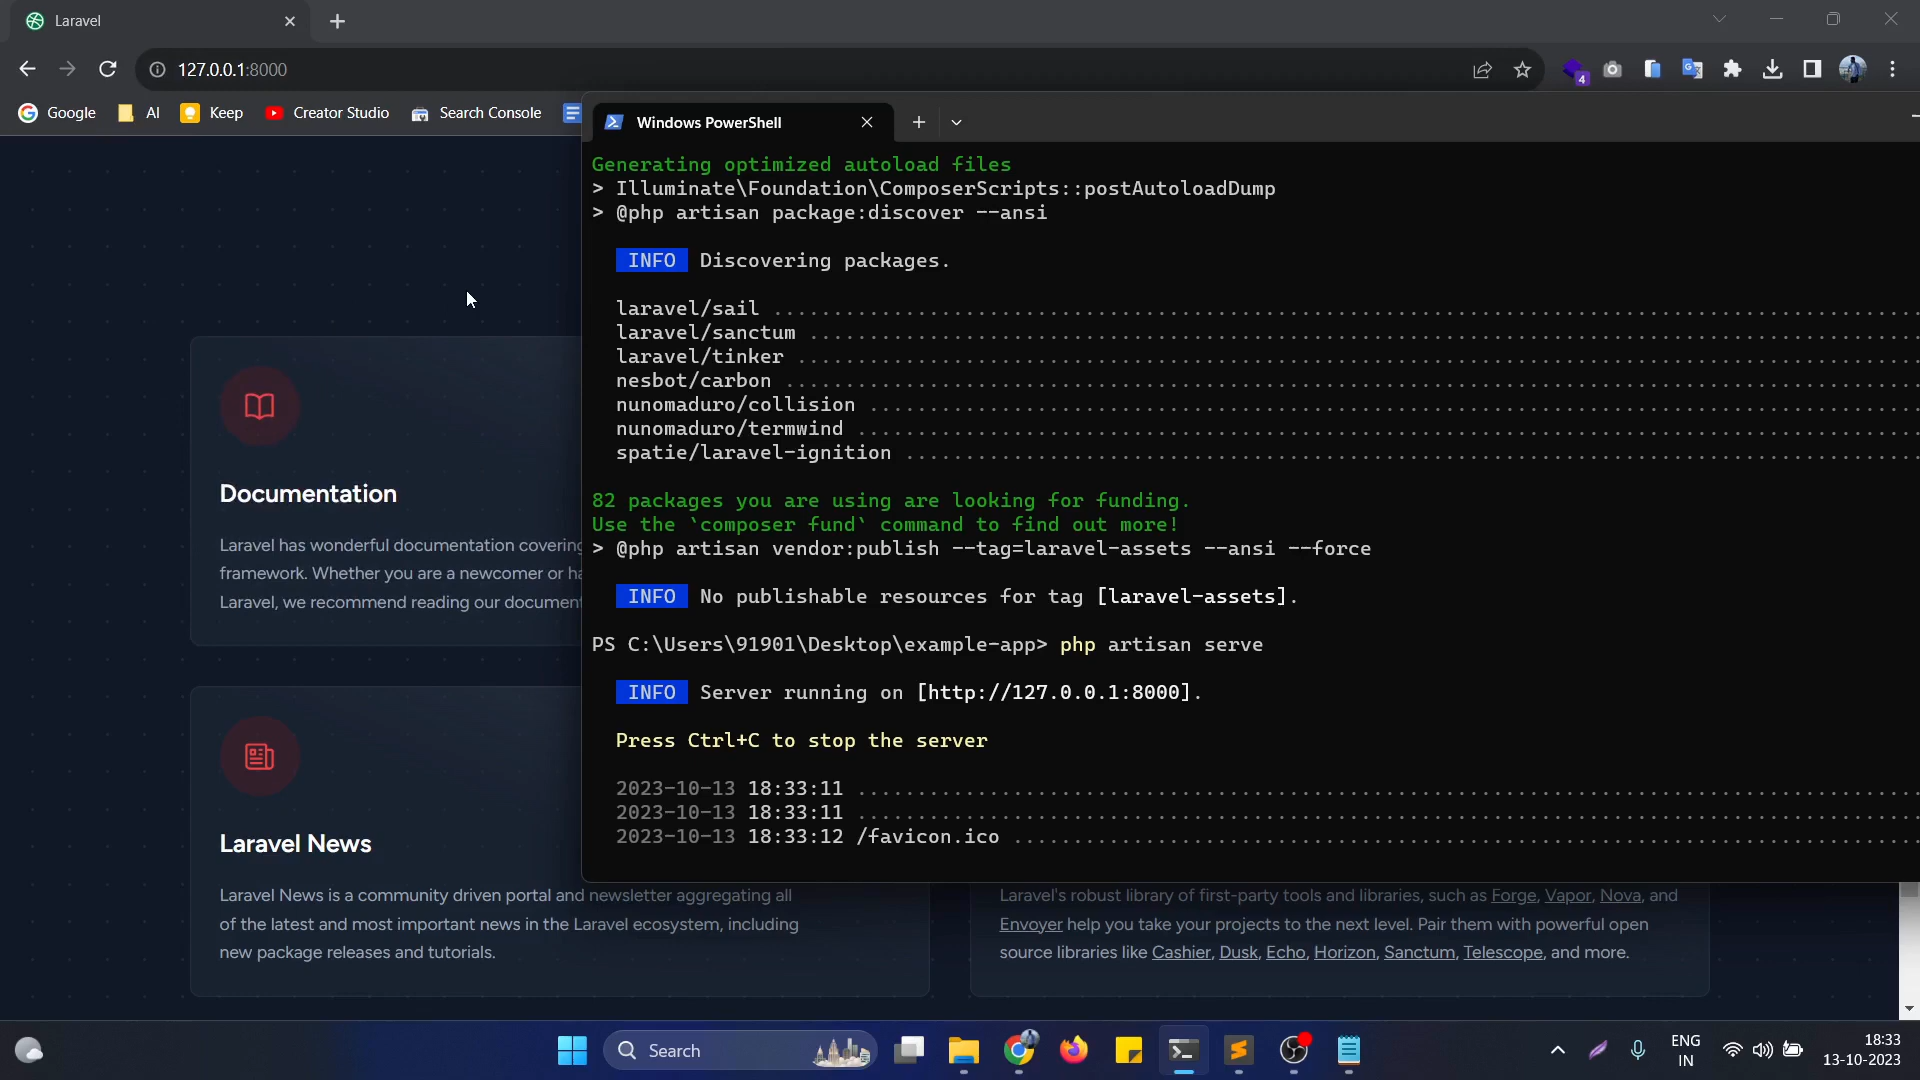 Laravel
127.0.0.1:8000
4
Google
AI
Keep
Creator Studio
Search Console
Windows PowerShell
Generating optimized autoload files
> Illuminate\Foundation\ComposerScripts::postAutoloadDump
> @php artisan package:discover --ansi
INFO Discovering packages.
laravel/sail ................................................................................
laravel/sanctum ................................................................................
laravel/tinker ................................................................................
nesbot/carbon ................................................................................
nunomaduro/collision ................................................................................
nunomaduro/termwind ................................................................................
spatie/laravel-ignition ................................................................................
82 packages you are using are looking for funding.
Use the `composer fund` command to find out more!
> @php artisan vendor:publish --tag=laravel-assets --ansi --force
INFO No publishable resources for tag [laravel-assets].
PS C:\Users\91901\Desktop\example-app> php artisan serve
INFO Server running on [http://127.0.0.1:8000].
Press Ctrl+C to stop the server
2023-10-13 18:33:11 ................................................................................
2023-10-13 18:33:11 ................................................................................
2023-10-13 18:33:12 /favicon.ico ................................................................................
Documentation
Laravel has wonderful documentation covering
framework. Whether you are a newcomer or ha
Laravel, we recommend reading our document
Laravel News
Laravel News is a community driven portal and newsletter aggregating all
of the latest and most important news in the Laravel ecosystem, including
new package releases and tutorials.
Laravel's robust library of first-party tools and libraries, such as Forge, Vapor, Nova, and
Envoyer help you take your projects to the next level. Pair them with powerful open
source libraries like Cashier, Dusk, Echo, Horizon, Sanctum, Telescope, and more.
Search
ENG
IN
18:33
13-10-2023